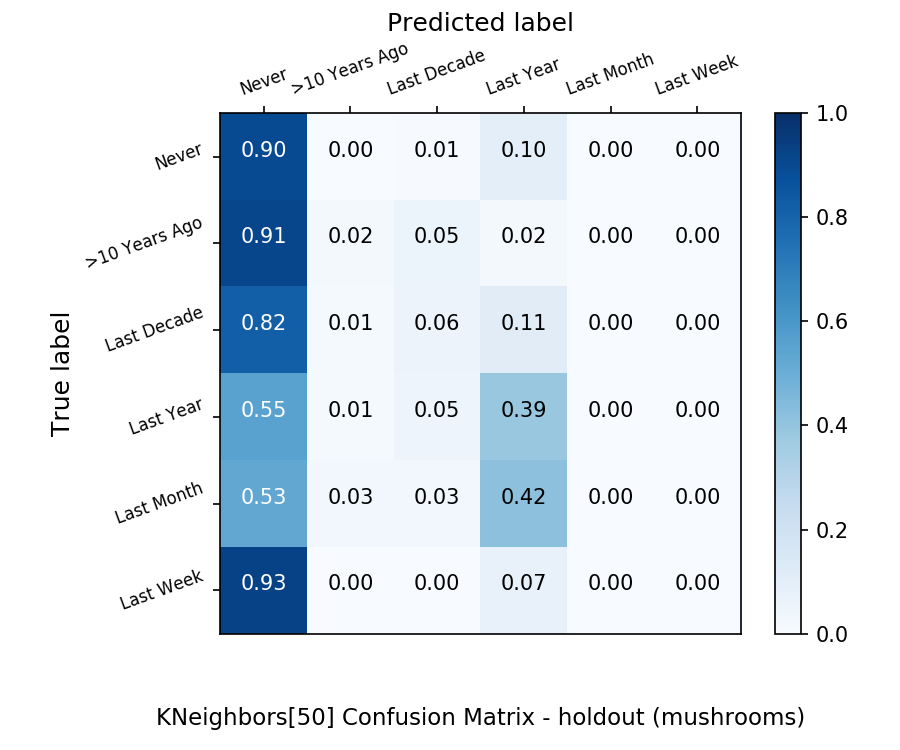 Predicted label
Never >10 Years Ago Last Decade Last Year Last Month Last Week
True label
Never 0.90 0.00 0.01 0.10 0.00 0.00
>10 Years Ago 0.91 0.02 0.05 0.02 0.00 0.00
Last Decade 0.82 0.01 0.06 0.11 0.00 0.00
Last Year 0.55 0.01 0.05 0.39 0.00 0.00
Last Month 0.53 0.03 0.03 0.42 0.00 0.00
Last Week 0.93 0.00 0.00 0.07 0.00 0.00
1.0
0.8
0.6
0.4
0.2
0.0
KNeighbors[50] Confusion Matrix - holdout (mushrooms)